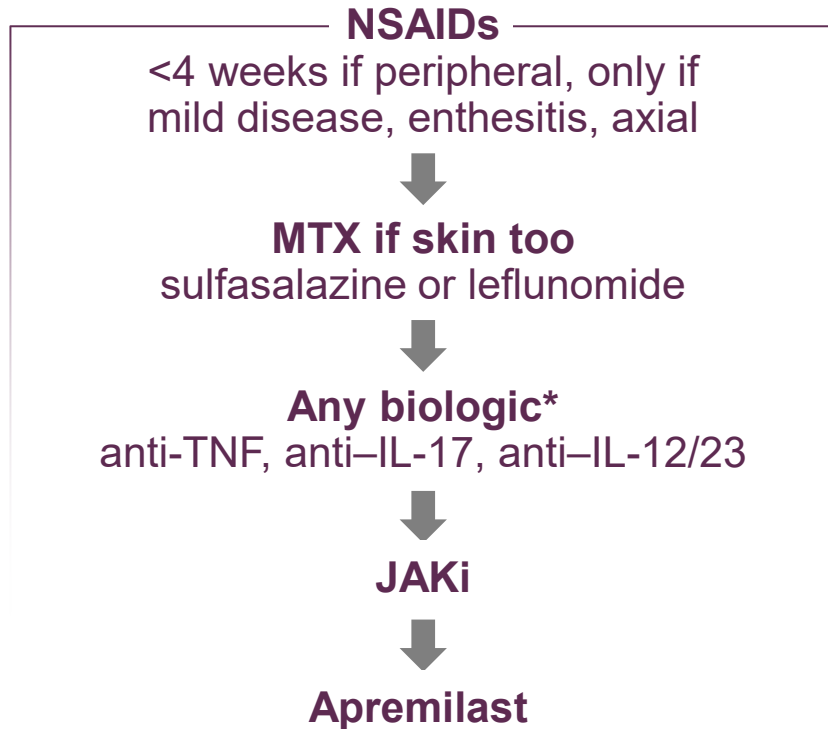 NSAIDs
<4 weeks if peripheral, only if
mild disease, enthesitis, axial
MTX if skin too
sulfasalazine or leflunomide
Any biologic*
anti-TNF, anti–IL-17, anti–IL-12/23
JAKi
Apremilast